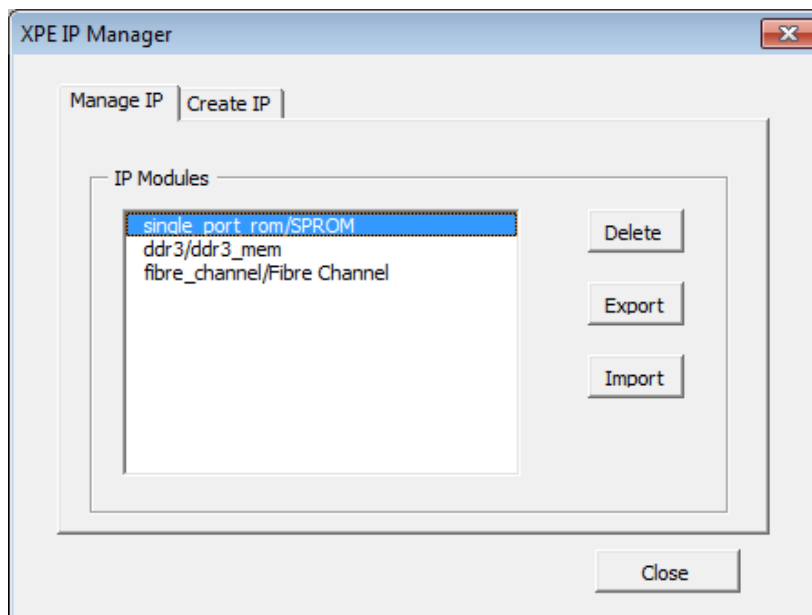 XPE IP Manager
Manage IP
Create IP
IP Modules
single_port_rom/SPROM
ddr3/ddr3_mem
fibre_channel/Fibre Channel
Delete
Export
Import
Close